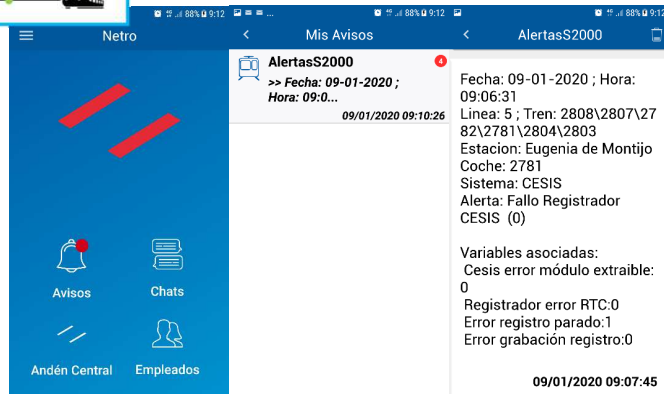 88% 9:12
Netro
Avisos
Chats
Andén Central
Empleados
... 88% 9:12
Mis Avisos
AlertasS2000
4
>> Fecha: 09-01-2020 ;
Hora: 09:0...
09/01/2020 09:10:26
88% 9:12
AlertasS2000
Fecha: 09-01-2020 ; Hora:
09:06:31
Linea: 5 ; Tren: 2808\2807\27
82\2781\2804\2803
Estacion: Eugenia de Montijo
Coche: 2781
Sistema: CESIS
Alerta: Fallo Registrador
CESIS (0)
Variables asociadas:
Cesis error módulo extraible:
0
Registrador error RTC:0
Error registro parado:1
Error grabación registro:0
09/01/2020 09:07:45